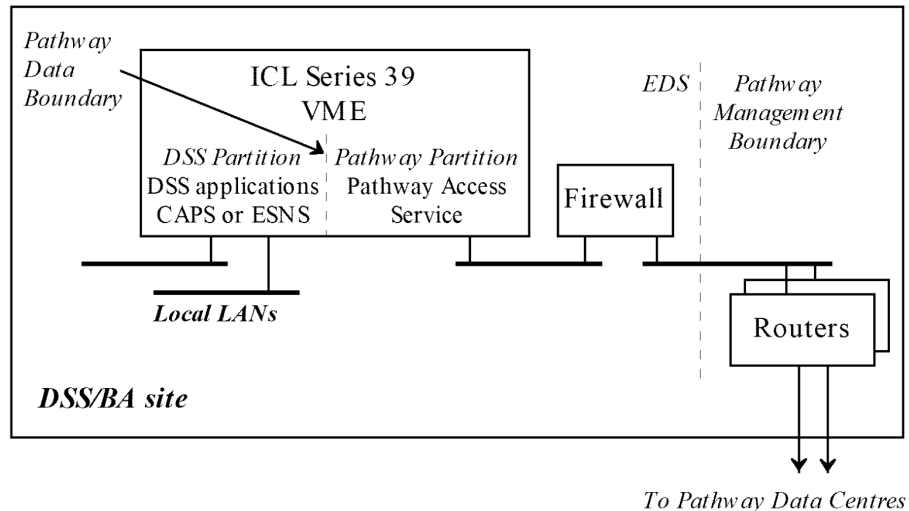 Pathway
Data
Boundary
ICL Series 39
VME
EDS
Pathway
Management
Boundary
DSS Partition
DSS applications
CAPS or ESNS
Pathway Partition
Pathway Access
Service
Firewall
Local LANs
Routers
DSS/BA site
To Pathway Data Centres